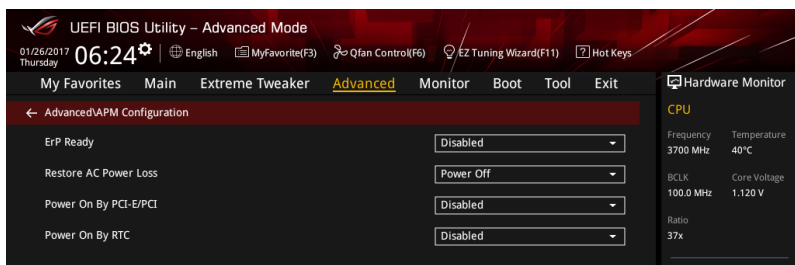 UEFI BIOS Utility – Advanced Mode
01/26/2017 Thursday 06:24 English MyFavorite(F3) Qfan Control(F6) EZ Tuning Wizard(F11) ? Hot Keys
My Favorites Main Extreme Tweaker Advanced Monitor Boot Tool Exit
Hardware Monitor
← Advanced\APM Configuration
ErP Ready Disabled
Restore AC Power Loss Power Off
Power On By PCI-E/PCI Disabled
Power On By RTC Disabled
CPU
Frequency Temperature
3700 MHz 40°C
BCLK Core Voltage
100.0 MHz 1.120 V
Ratio
37x